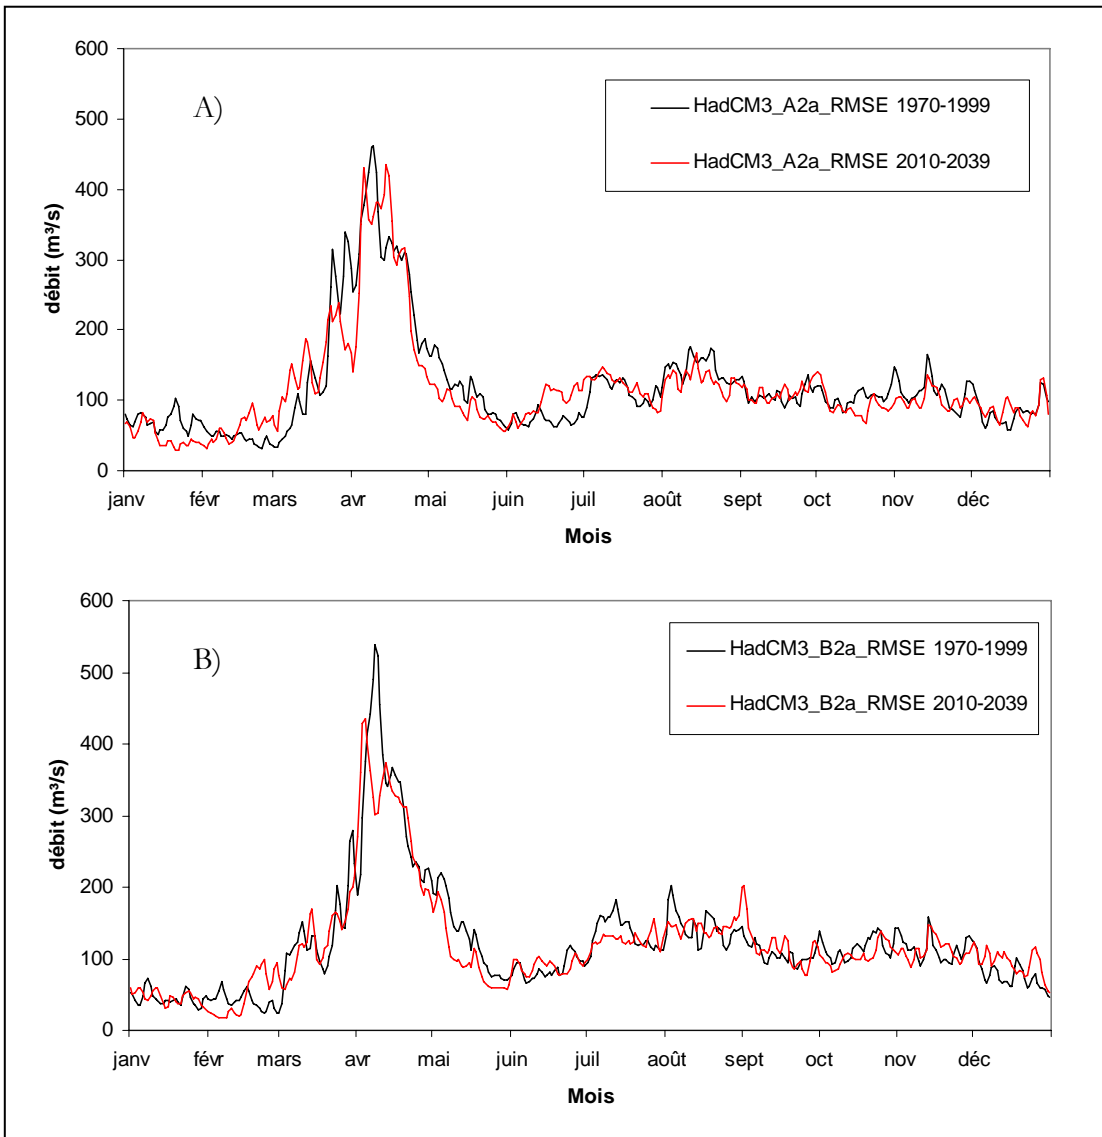 600
500
400
300
200
100
0
débit (m³/s)
A)
HadCM3_A2a_RMSE 1970-1999
HadCM3_A2a_RMSE 2010-2039
janv févr mars avr mai juin juil août sept oct nov déc
Mois
600
500
400
300
200
100
0
débit (m³/s)
B)
HadCM3_B2a_RMSE 1970-1999
HadCM3_B2a_RMSE 2010-2039
janv févr mars avr mai juin juil août sept oct nov déc
Mois